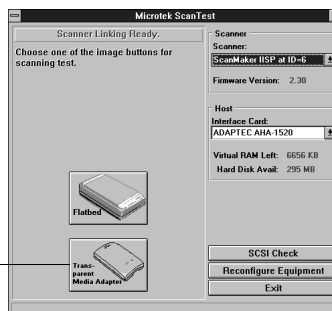 Microtek ScanTest
Scanner Linking Ready.
Choose one of the image buttons for
scanning test.
Flatbed
Trans-
parent
Media Adapter
Scanner
Scanner:
ScanMaker IISP at ID=6
Firmware Version: 2.30
Host
Interface Card:
ADAPTEC AHA-1520
Virtual RAM Left: 6656 KB
Hard Disk Avail: 295 MB
SCSI Check
Reconfigure Equipment
Exit